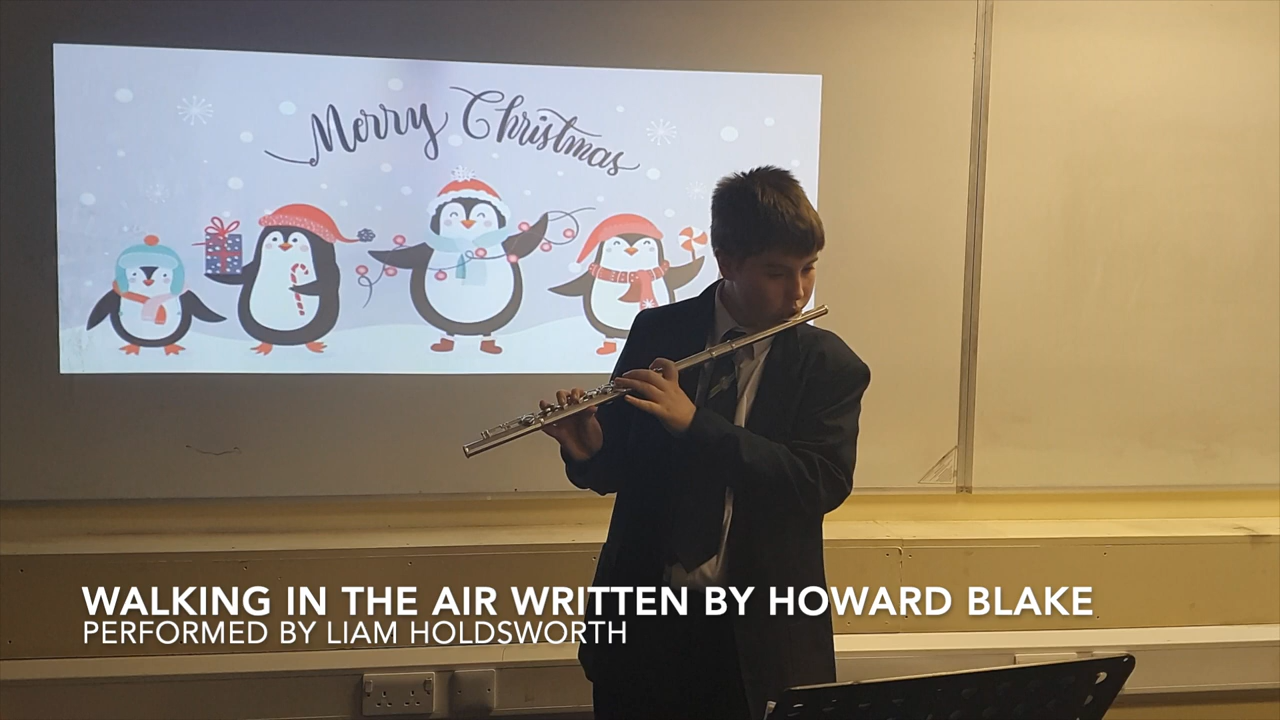 Merry Christmas
WALKING IN THE AIR WRITTEN BY HOWARD BLAKE
PERFORMED BY LIAM HOLDSWORTH